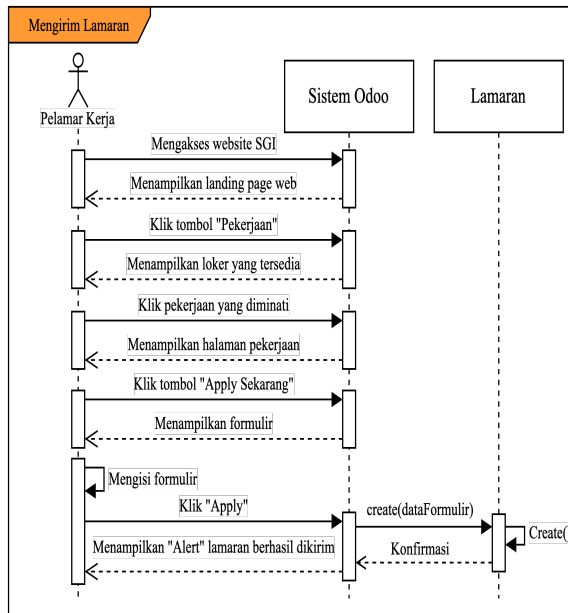 Mengirim Lamaran
Pelamar Kerja
Sistem Odoo
Lamaran
Mengakses website SGI
Menampilkan landing page web
Klik tombol "Pekerjaan"
Menampilkan loker yang tersedia
Klik pekerjaan yang diminati
Menampilkan halaman pekerjaan
Klik tombol "Apply Sekarang"
Menampilkan formulir
Mengisi formulir
Klik "Apply"
create(dataFormulir)
Create()
Konfirmasi
Menampilkan "Alert" lamaran berhasil dikirim